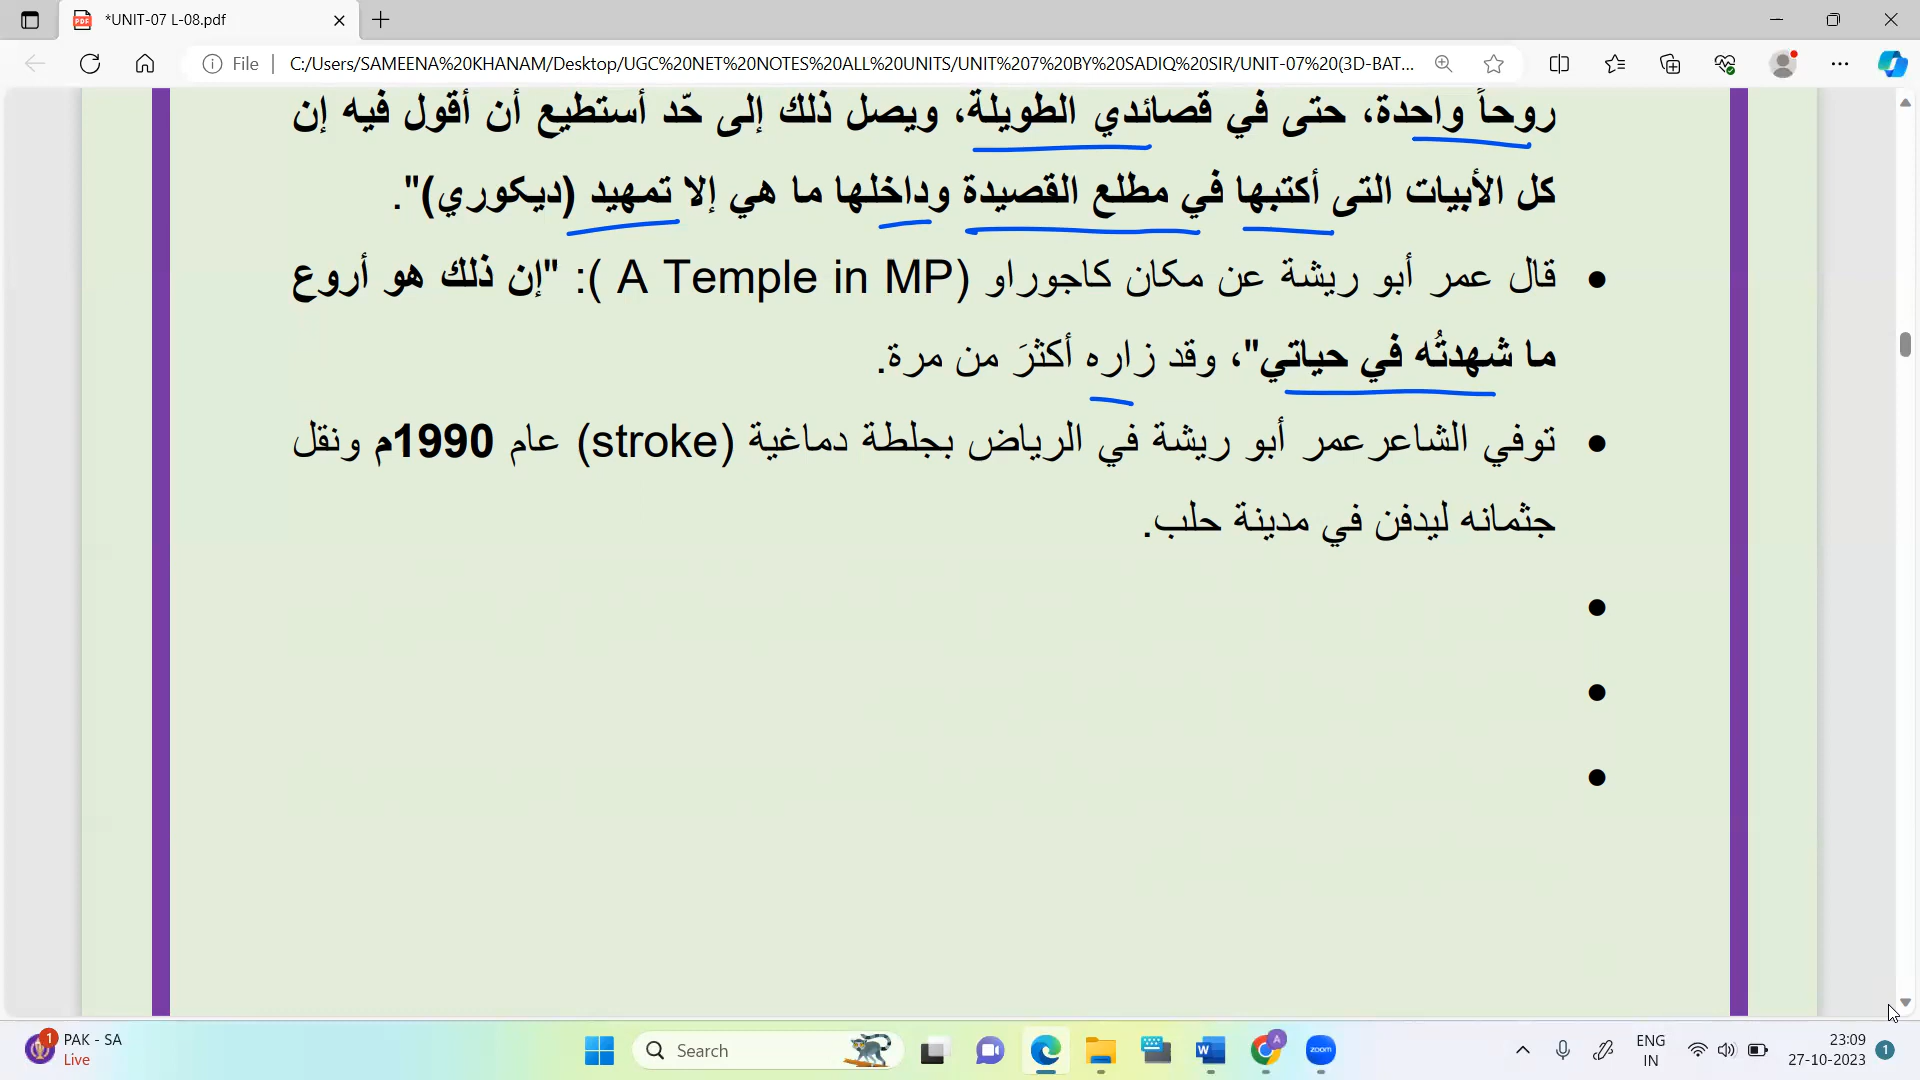 *UNIT-07 L-08.pdf
File
C:/Users/SAMEENA%20KHANAM/Desktop/UGC%20NET%20NOTES%20ALL%20UNITS/UNIT%207%20BY%20SADIQ%20SIR/UNIT-07%20(3D-BAT...
روحاً واحدة، حتى في قصائدي الطويلة، ويصل ذلك إلى حّد أستطيع أن أقول فيه إن
كل الأبيات التى أكتبها في مطلع القصيدة وداخلها ما هي إلا تمهيد (ديكوري)".
● قال عمر أبو ريشة عن مكان كاجوراو (A Temple in MP ): "إن ذلك هو أروع
ما شهدتُه في حياتي"، وقد زاره أكثرَ من مرة.
● توفي الشاعرعمر أبو ريشة في الرياض بجلطة دماغية (stroke) عام 1990م ونقل
جثمانه ليدفن في مدينة حلب.
●
●
●
1
PAK - SA
Live
Search
A
zoom
ENG
IN
23:09
27-10-2023
1